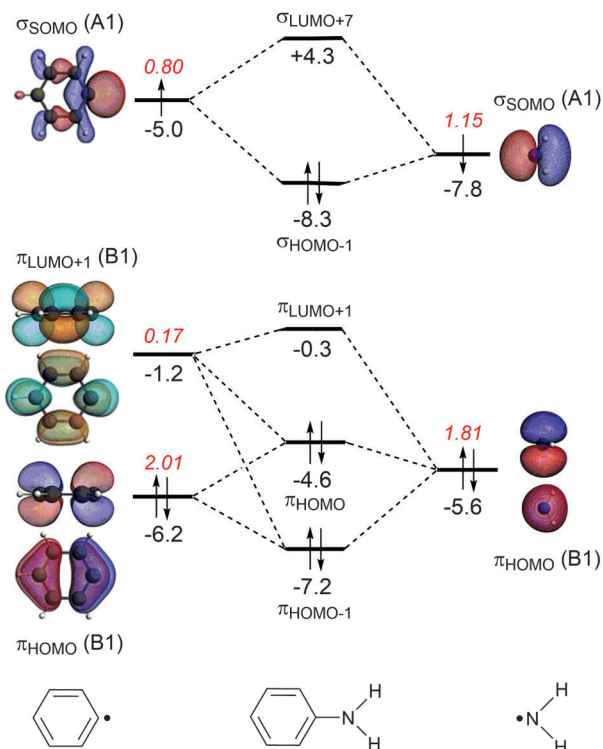 σSOMO (A1)
0.80
-5.0
σLUMO+7
+4.3
-8.3
σHOMO-1
σSOMO (A1)
1.15
-7.8
πLUMO+1 (B1)
0.17
-1.2
πLUMO+1
-0.3
2.01
-6.2
-4.6
πHOMO
1.81
-5.6
-7.2
πHOMO-1
πHOMO (B1)
πHOMO (B1)
H
N
H
H
N
H